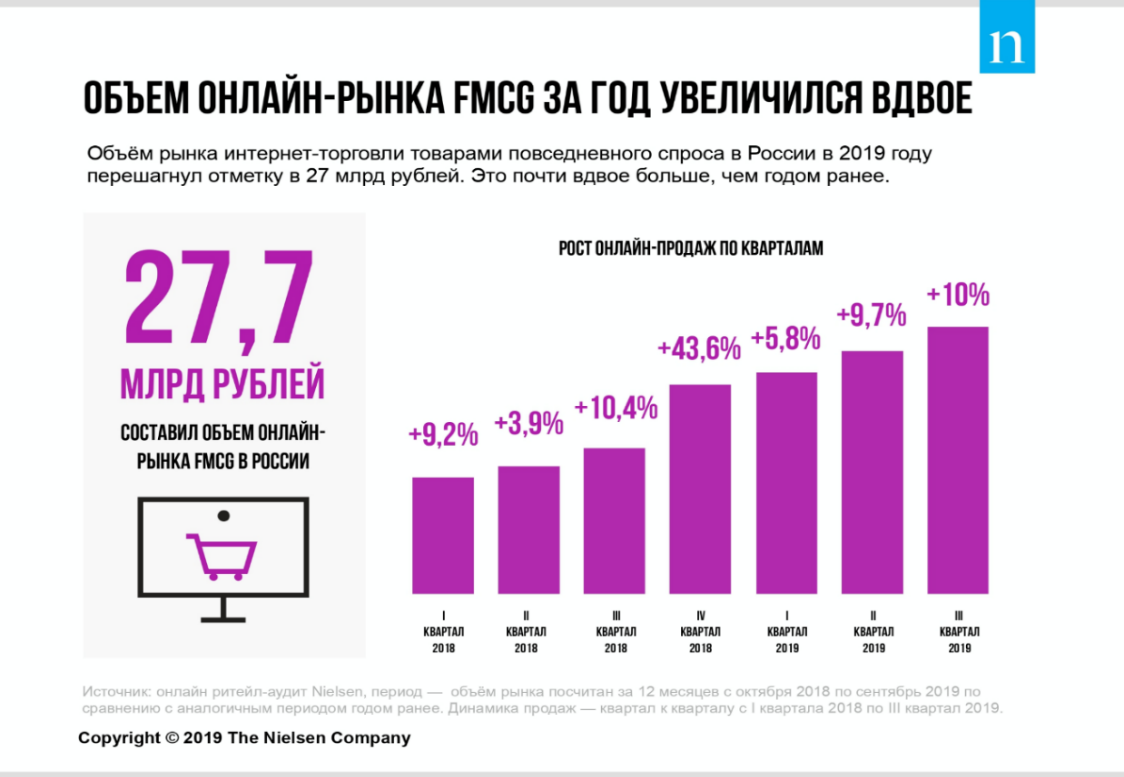 n
ОБЪЕМ ОНЛАЙН-РЫНКА FMCG ЗА ГОД УВЕЛИЧИЛСЯ ВДВОЕ
Объём рынка интернет-торговли товарами повседневного спроса в России в 2019 году
перешагнул отметку в 27 млрд рублей. Это почти вдвое больше, чем годом ранее.
27,7
МЛРД РУБЛЕЙ
СОСТАВИЛ ОБЪЕМ ОНЛАЙН-
РЫНКА FMCG В РОССИИ
РОСТ ОНЛАЙН-ПРОДАЖ ПО КВАРТАЛАМ
+9,2% +3,9% +10,4% +43,6% +5,8% +9,7% +10%
I II III IV I II III
КВАРТАЛ КВАРТАЛ КВАРТАЛ КВАРТАЛ КВАРТАЛ КВАРТАЛ КВАРТАЛ
2018 2018 2018 2018 2019 2019 2019
Источник: онлайн ритейл-аудит Nielsen, период — объём рынка посчитан за 12 месяцев с октября 2018 по сентябрь 2019 по
сравнению с аналогичным периодом годом ранее. Динамика продаж — квартал к кварталу с I квартала 2018 по III квартал 2019.
Copyright © 2019 The Nielsen Company